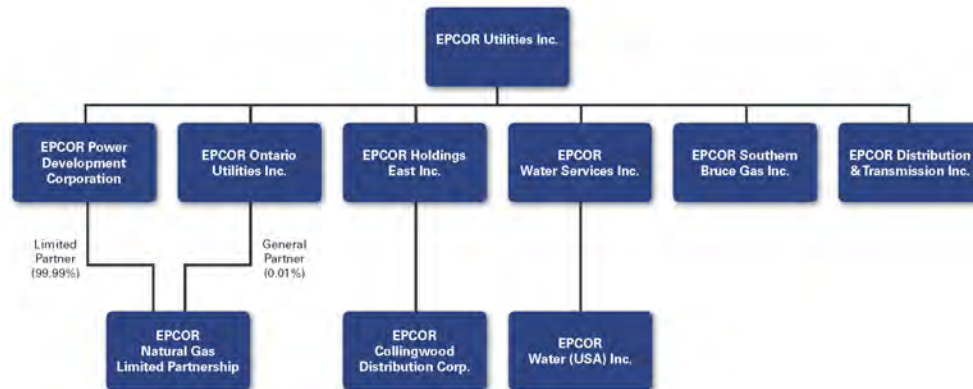 EPCOR Utilities Inc.
EPCOR Power
Development
Corporation
EPCOR Ontario
Utilities Inc.
EPCOR Holdings
East Inc.
EPCOR
Water Services Inc.
EPCOR Southern
Bruce Gas Inc.
EPCOR Distribution
& Transmission Inc.
Limited
Partner
(99.99%)
General
Partner
(0.01%)
EPCOR
Natural Gas
Limited Partnership
EPCOR
Collingwood
Distribution Corp.
EPCOR
Water (USA) Inc.